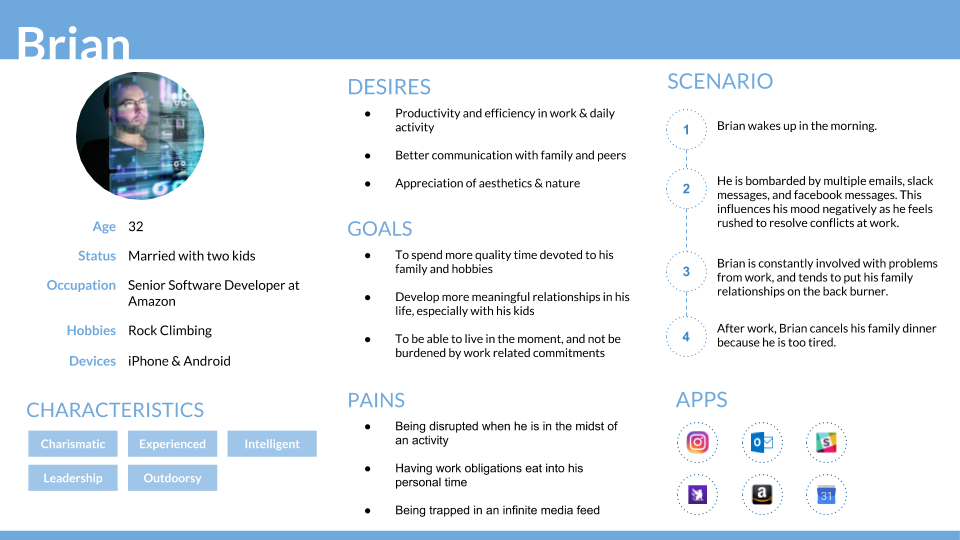 Brian
Age 32
Status Married with two kids
Occupation Senior Software Developer at
Amazon
Hobbies Rock Climbing
Devices iPhone & Android
CHARACTERISTICS
Charismatic Experienced Intelligent
Leadership Outdoorsy
DESIRES
● Productivity and efficiency in work & daily
activity
● Better communication with family and peers
● Appreciation of aesthetics & nature
GOALS
● To spend more quality time devoted to his
family and hobbies
● Develop more meaningful relationships in his
life, especially with his kids
● To be able to live in the moment, and not be
burdened by work related commitments
PAINS
● Being disrupted when he is in the midst of
an activity
● Having work obligations eat into his
personal time
● Being trapped in an infinite media feed
SCENARIO
1 Brian wakes up in the morning.
2 He is bombarded by multiple emails, slack
messages, and facebook messages. This
influences his mood negatively as he feels
rushed to resolve conflicts at work.
3 Brian is constantly involved with problems
from work, and tends to put his family
relationships on the back burner.
4 After work, Brian cancels his family dinner
because he is too tired.
APPS
O S
a 31